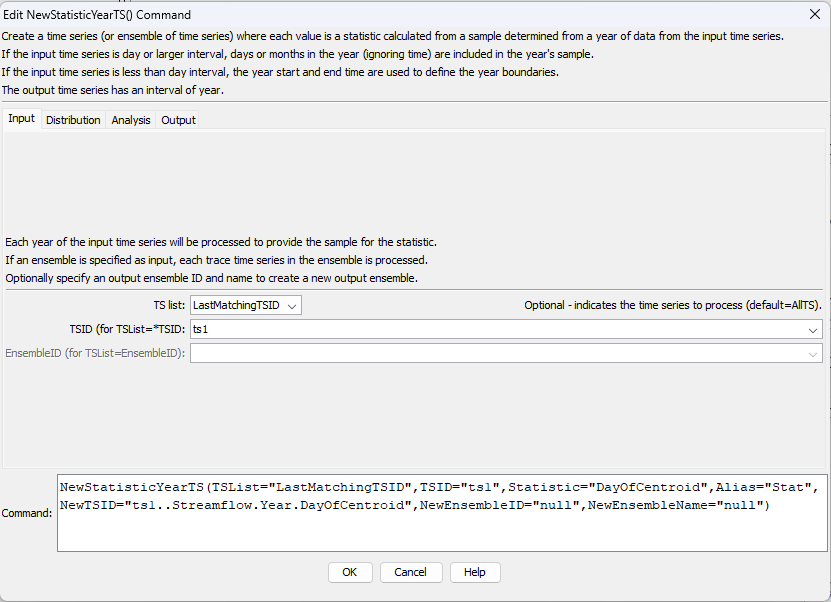 Edit NewStatisticYearTS() Command
Create a time series (or ensemble of time series) where each value is a statistic calculated from a sample determined from a year of data from the input time series.
If the input time series is day or larger interval, days or months in the year (ignoring time) are included in the year's sample.
If the input time series is less than day interval, the year start and end time are used to define the year boundaries.
The output time series has an interval of year.
Input Distribution Analysis Output
Each year of the input time series will be processed to provide the sample for the statistic.
If an ensemble is specified as input, each trace time series in the ensemble is processed.
Optionally specify an output ensemble ID and name to create a new output ensemble.
TS list: LastMatchingTSID Optional - indicates the time series to process (default=AllTS).
TSID (for TSList=*TSID: ts1
EnsembleID (for TSList=EnsembleID):
NewStatisticYearTS(TSList="LastMatchingTSID",TSID="ts1",Statistic="DayOfCentroid",Alias="Stat",
Command: NewTSID="ts1..Streamflow.Year.DayOfCentroid",NewEnsembleID="null",NewEnsembleName="null")
OK Cancel Help